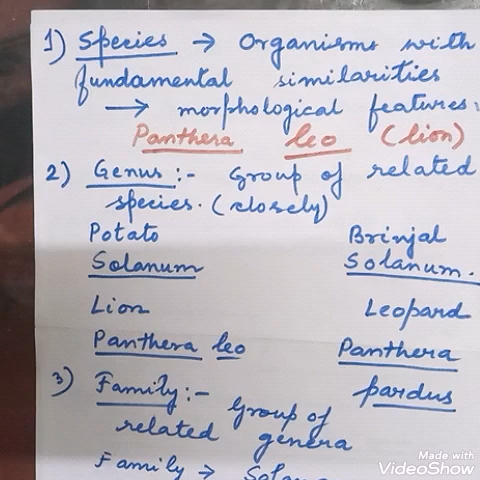 1) Species → Organisms with
fundamental similarities
→ morphological features.
Panthera leo (lion)
2) Genus :- Group of related
species. (closely)
Potato Brinjal
Solanum Solanum.
Lion Leopard
Panthera leo Panthera
pardus
3) Family :- Group of
related genera
Family →
Made with
VideoShow